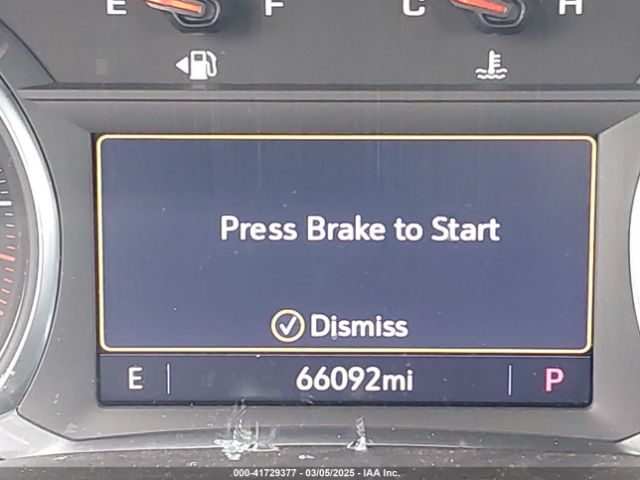 E F C H
Press Brake to Start
Dismiss
E 66092mi P
000-41729377 - 03/05/2025 - IAA Inc.